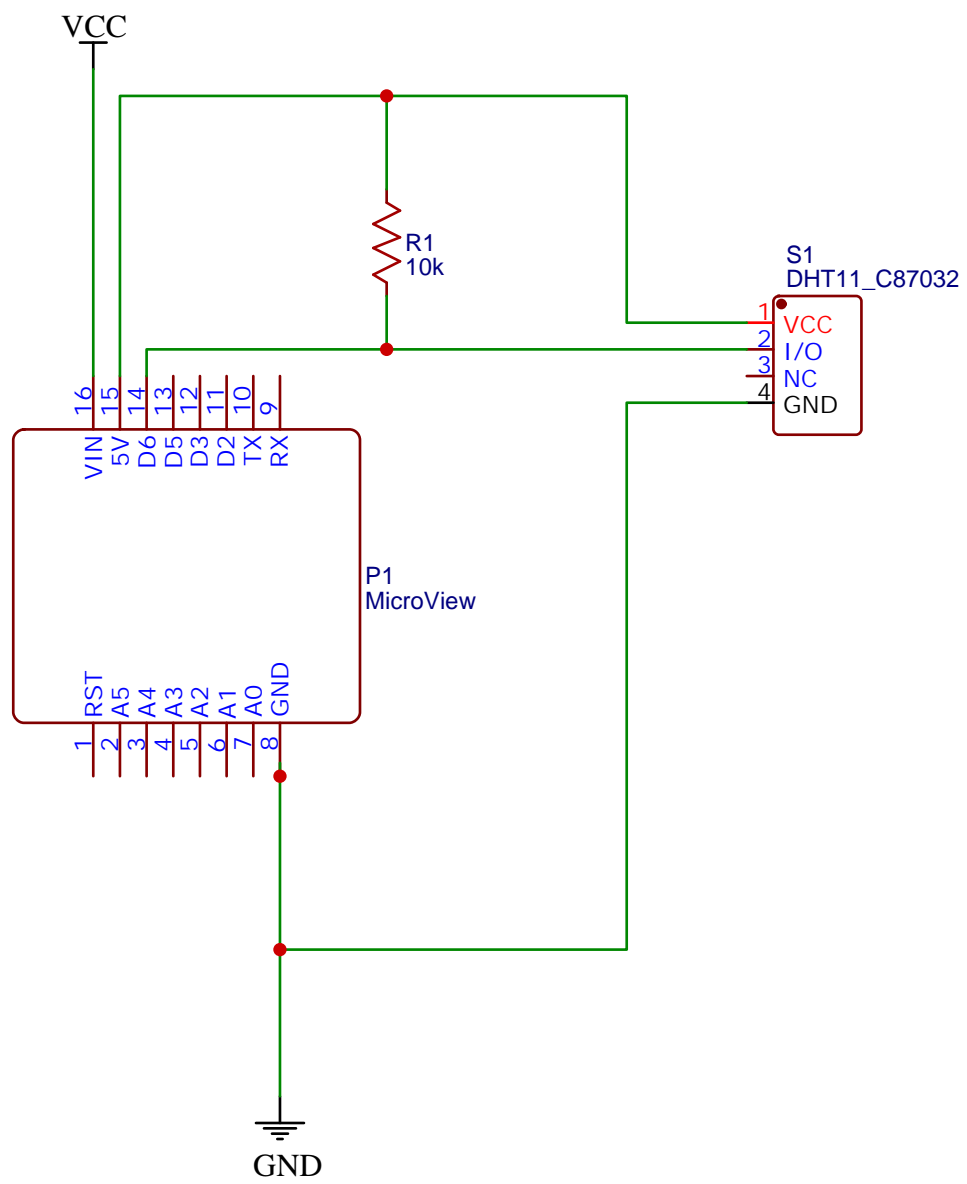 VCC
R1
10k
S1
DHT11_C87032
1 VCC
2 I/O
3 NC
4 GND
16 15 14 13 12 11 10 9
VIN 5V D6 D5 D3 D2 TX RX
P1
MicroView
RST A5 A4 A3 A2 A1 A0 GND
1 2 3 4 5 6 7 8
GND